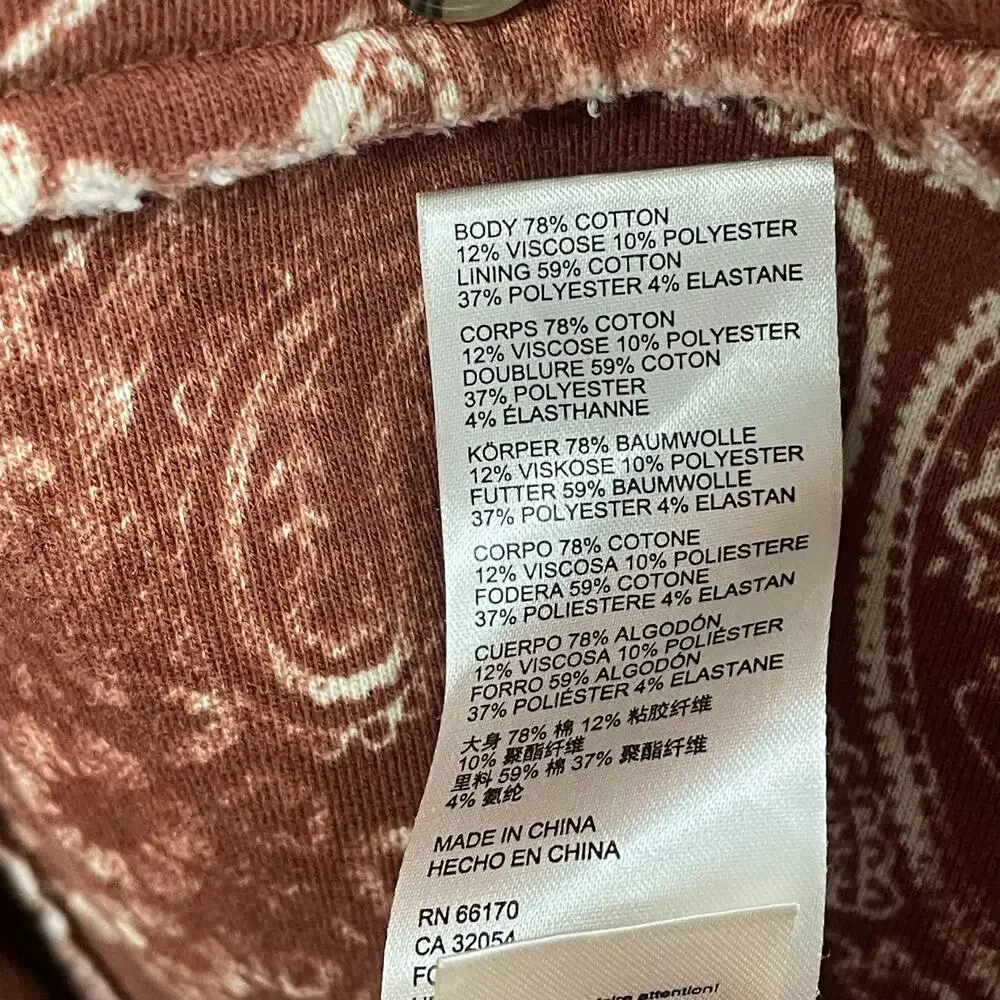 BODY 78% COTTON
12% VISCOSE 10% POLYESTER
LINING 59% COTTON
37% POLYESTER 4% ELASTANE
CORPS 78% COTON
12% VISCOSE 10% POLYESTER
DOUBLURE 59% COTON
37% POLYESTER
4% ÉLASTHANNE
KÖRPER 78% BAUMWOLLE
12% VISKOSE 10% POLYESTER
FUTTER 59% BAUMWOLLE
37% POLYESTER 4% ELASTAN
CORPO 78% COTONE
12% VISCOSA 10% POLIESTERE
FODERA 59% COTONE
37% POLIESTERE 4% ELASTAN
CUERPO 78% ALGODÓN
12% VISCOSA 10% POLIÉSTER
FORRO 59% ALGODÓN
37% POLIÉSTER 4% ELASTANE
大身 78% 棉 12% 粘胶纤维
10% 聚酯纤维
里料 59% 棉 37% 聚酯纤维
4% 氨纶
MADE IN CHINA
HECHO EN CHINA
RN 66170
CA 32054
attention!